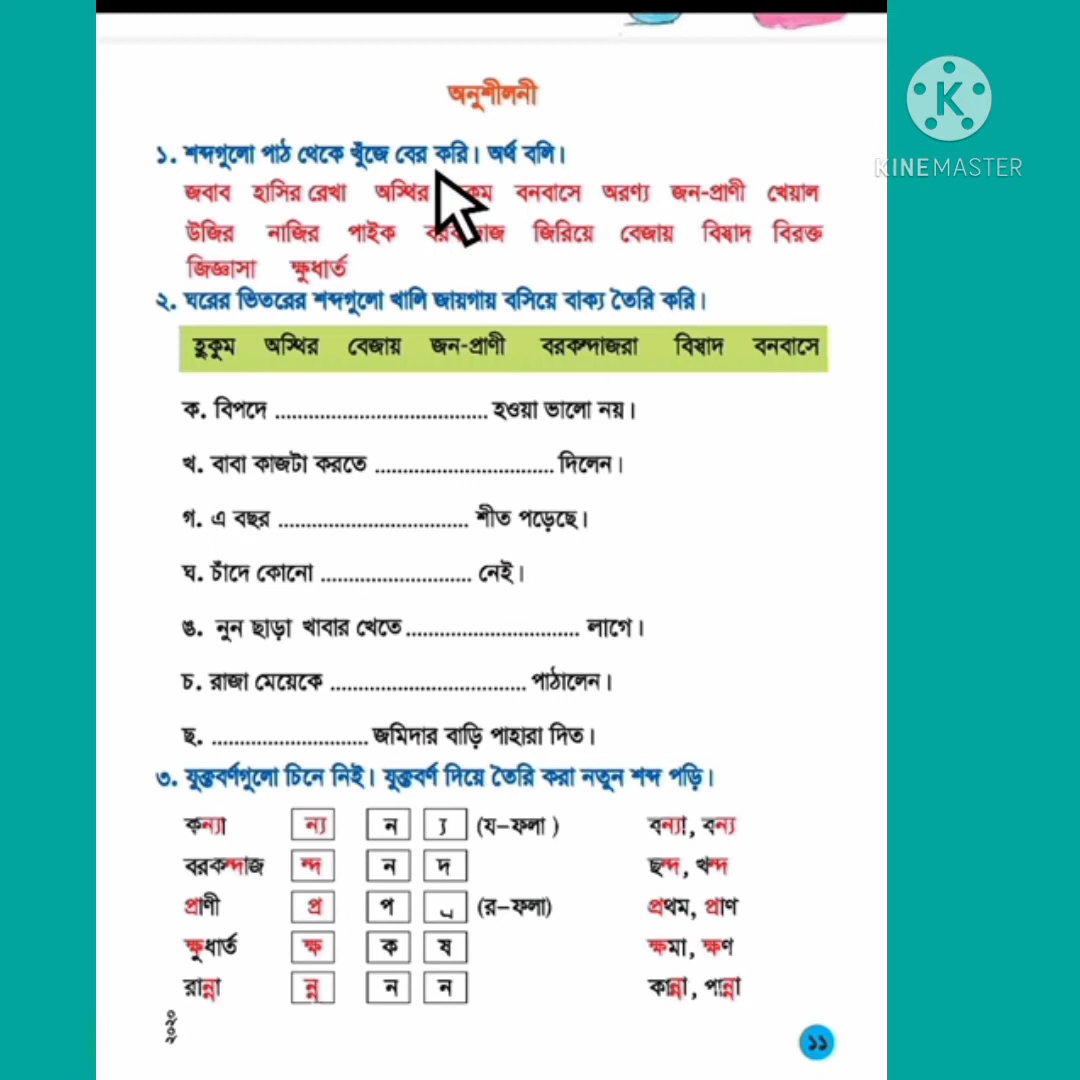 অনুশীলনী
১. শব্দগুলো পাঠ থেকে খুঁজে বের করি। অর্থ বলি।
জবাব হাসির রেখা অস্থির বনবাসে অরণ্য জন-প্রাণী খেয়াল
উজির নাজির পাইক জিরিয়ে বেজায় বিস্বাদ বিরক্ত
জিজ্ঞাসা ক্ষুধার্ত
২. ঘরের ভিতরের শব্দগুলো খালি জায়গায় বসিয়ে বাক্য তৈরি করি।
হুকুম অস্থির বেজায় জন-প্রাণী বরকন্দাজরা বিস্বাদ বনবাসে
ক. বিপদে .................................... হওয়া ভালো নয়।
খ. বাবা কাজটা করতে ................................ দিলেন।
গ. এ বছর .................................. শীত পড়েছে।
ঘ. চাঁদে কোনো ........................... নেই।
ঙ. নুন ছাড়া খাবার খেতে ............................... লাগে।
চ. রাজা মেয়েকে ................................... পাঠালেন।
ছ. ............................ জমিদার বাড়ি পাহারা দিত।
৩. যুক্তবর্ণগুলো চিনে নিই। যুক্তবর্ণ দিয়ে তৈরি করা নতুন শব্দ পড়ি।
কন্যা ন্য ন ্য (য-ফলা ) বন্যা, বন্য
বরকন্দাজ ন্দ ন দ ছন্দ, খন্দ
প্রাণী প্র প ্র (র-ফলা) প্রথম, প্রাণ
ক্ষুধার্ত ক্ষ ক ষ ক্ষমা, ক্ষণ
রান্না ন্ন ন ন কান্না, পান্না
২০২০
১১
K
KINEMASTER